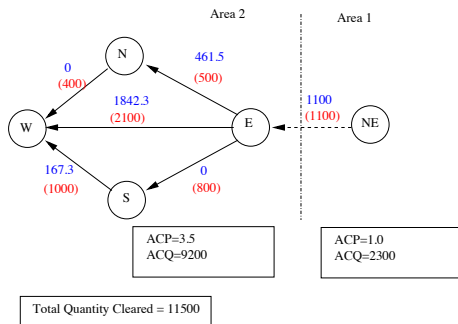 Area 2
Area 1
N
0
(400)
461.5
(500)
1842.3
(2100)
1100
(1100)
W
E
NE
167.3
(1000)
0
(800)
S
ACP=3.5
ACQ=9200
ACP=1.0
ACQ=2300
Total Quantity Cleared = 11500